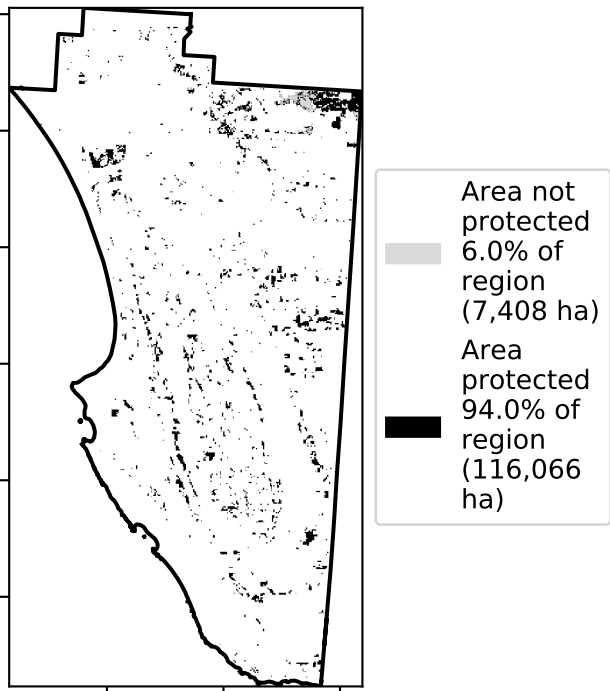 Area not
protected
6.0% of
region
(7,408 ha)
Area
protected
94.0% of
region
(116,066
ha)